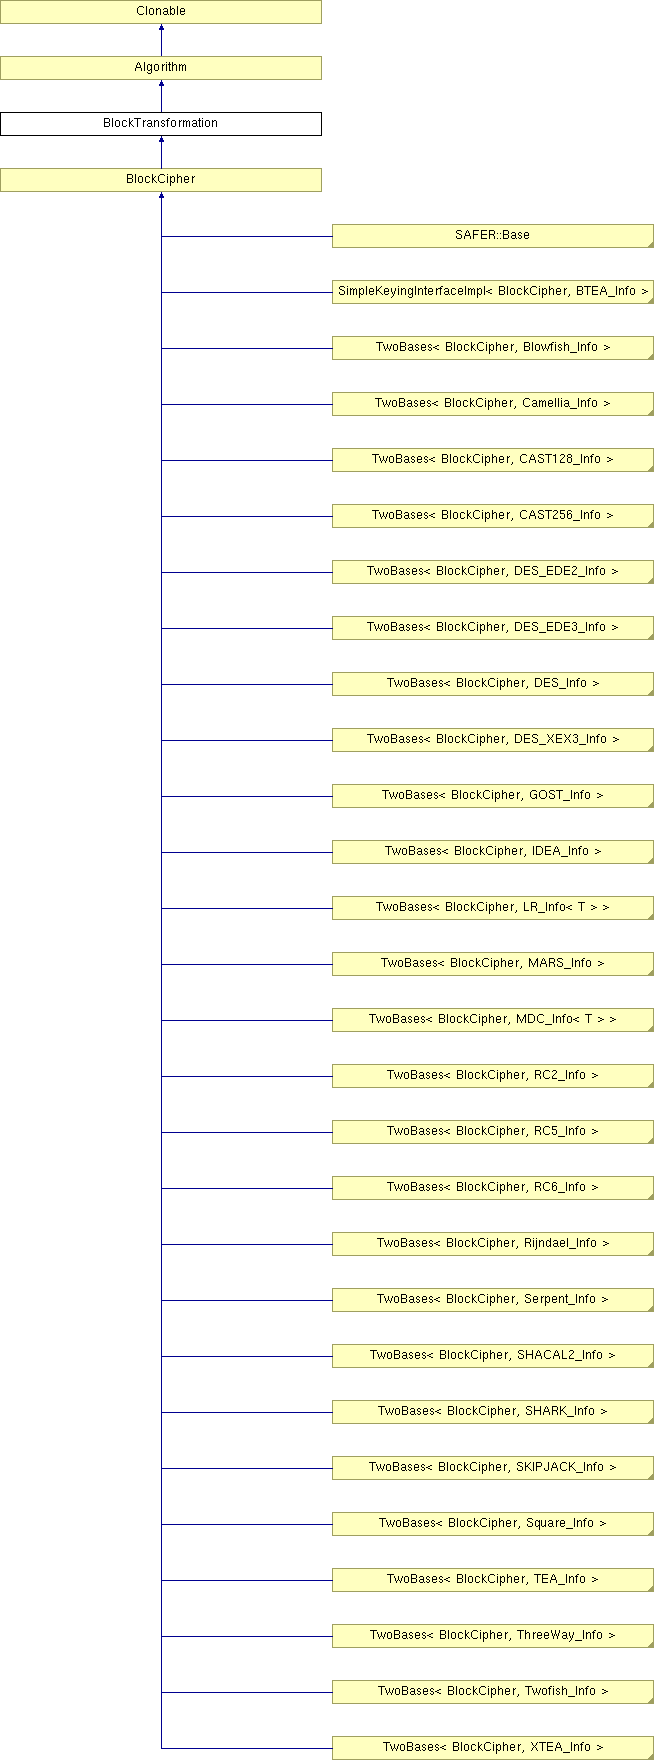 Clonable
Algorithm
BlockTransformation
BlockCipher
SAFER::Base
SimpleKeyingInterfaceImpl< BlockCipher, BTEA_Info >
TwoBases< BlockCipher, Blowfish_Info >
TwoBases< BlockCipher, Camellia_Info >
TwoBases< BlockCipher, CAST128_Info >
TwoBases< BlockCipher, CAST256_Info >
TwoBases< BlockCipher, DES_EDE2_Info >
TwoBases< BlockCipher, DES_EDE3_Info >
TwoBases< BlockCipher, DES_Info >
TwoBases< BlockCipher, DES_XEX3_Info >
TwoBases< BlockCipher, GOST_Info >
TwoBases< BlockCipher, IDEA_Info >
TwoBases< BlockCipher, LR_Info< T > >
TwoBases< BlockCipher, MARS_Info >
TwoBases< BlockCipher, MDC_Info< T > >
TwoBases< BlockCipher, RC2_Info >
TwoBases< BlockCipher, RC5_Info >
TwoBases< BlockCipher, RC6_Info >
TwoBases< BlockCipher, Rijndael_Info >
TwoBases< BlockCipher, Serpent_Info >
TwoBases< BlockCipher, SHACAL2_Info >
TwoBases< BlockCipher, SHARK_Info >
TwoBases< BlockCipher, SKIPJACK_Info >
TwoBases< BlockCipher, Square_Info >
TwoBases< BlockCipher, TEA_Info >
TwoBases< BlockCipher, ThreeWay_Info >
TwoBases< BlockCipher, Twofish_Info >
TwoBases< BlockCipher, XTEA_Info >